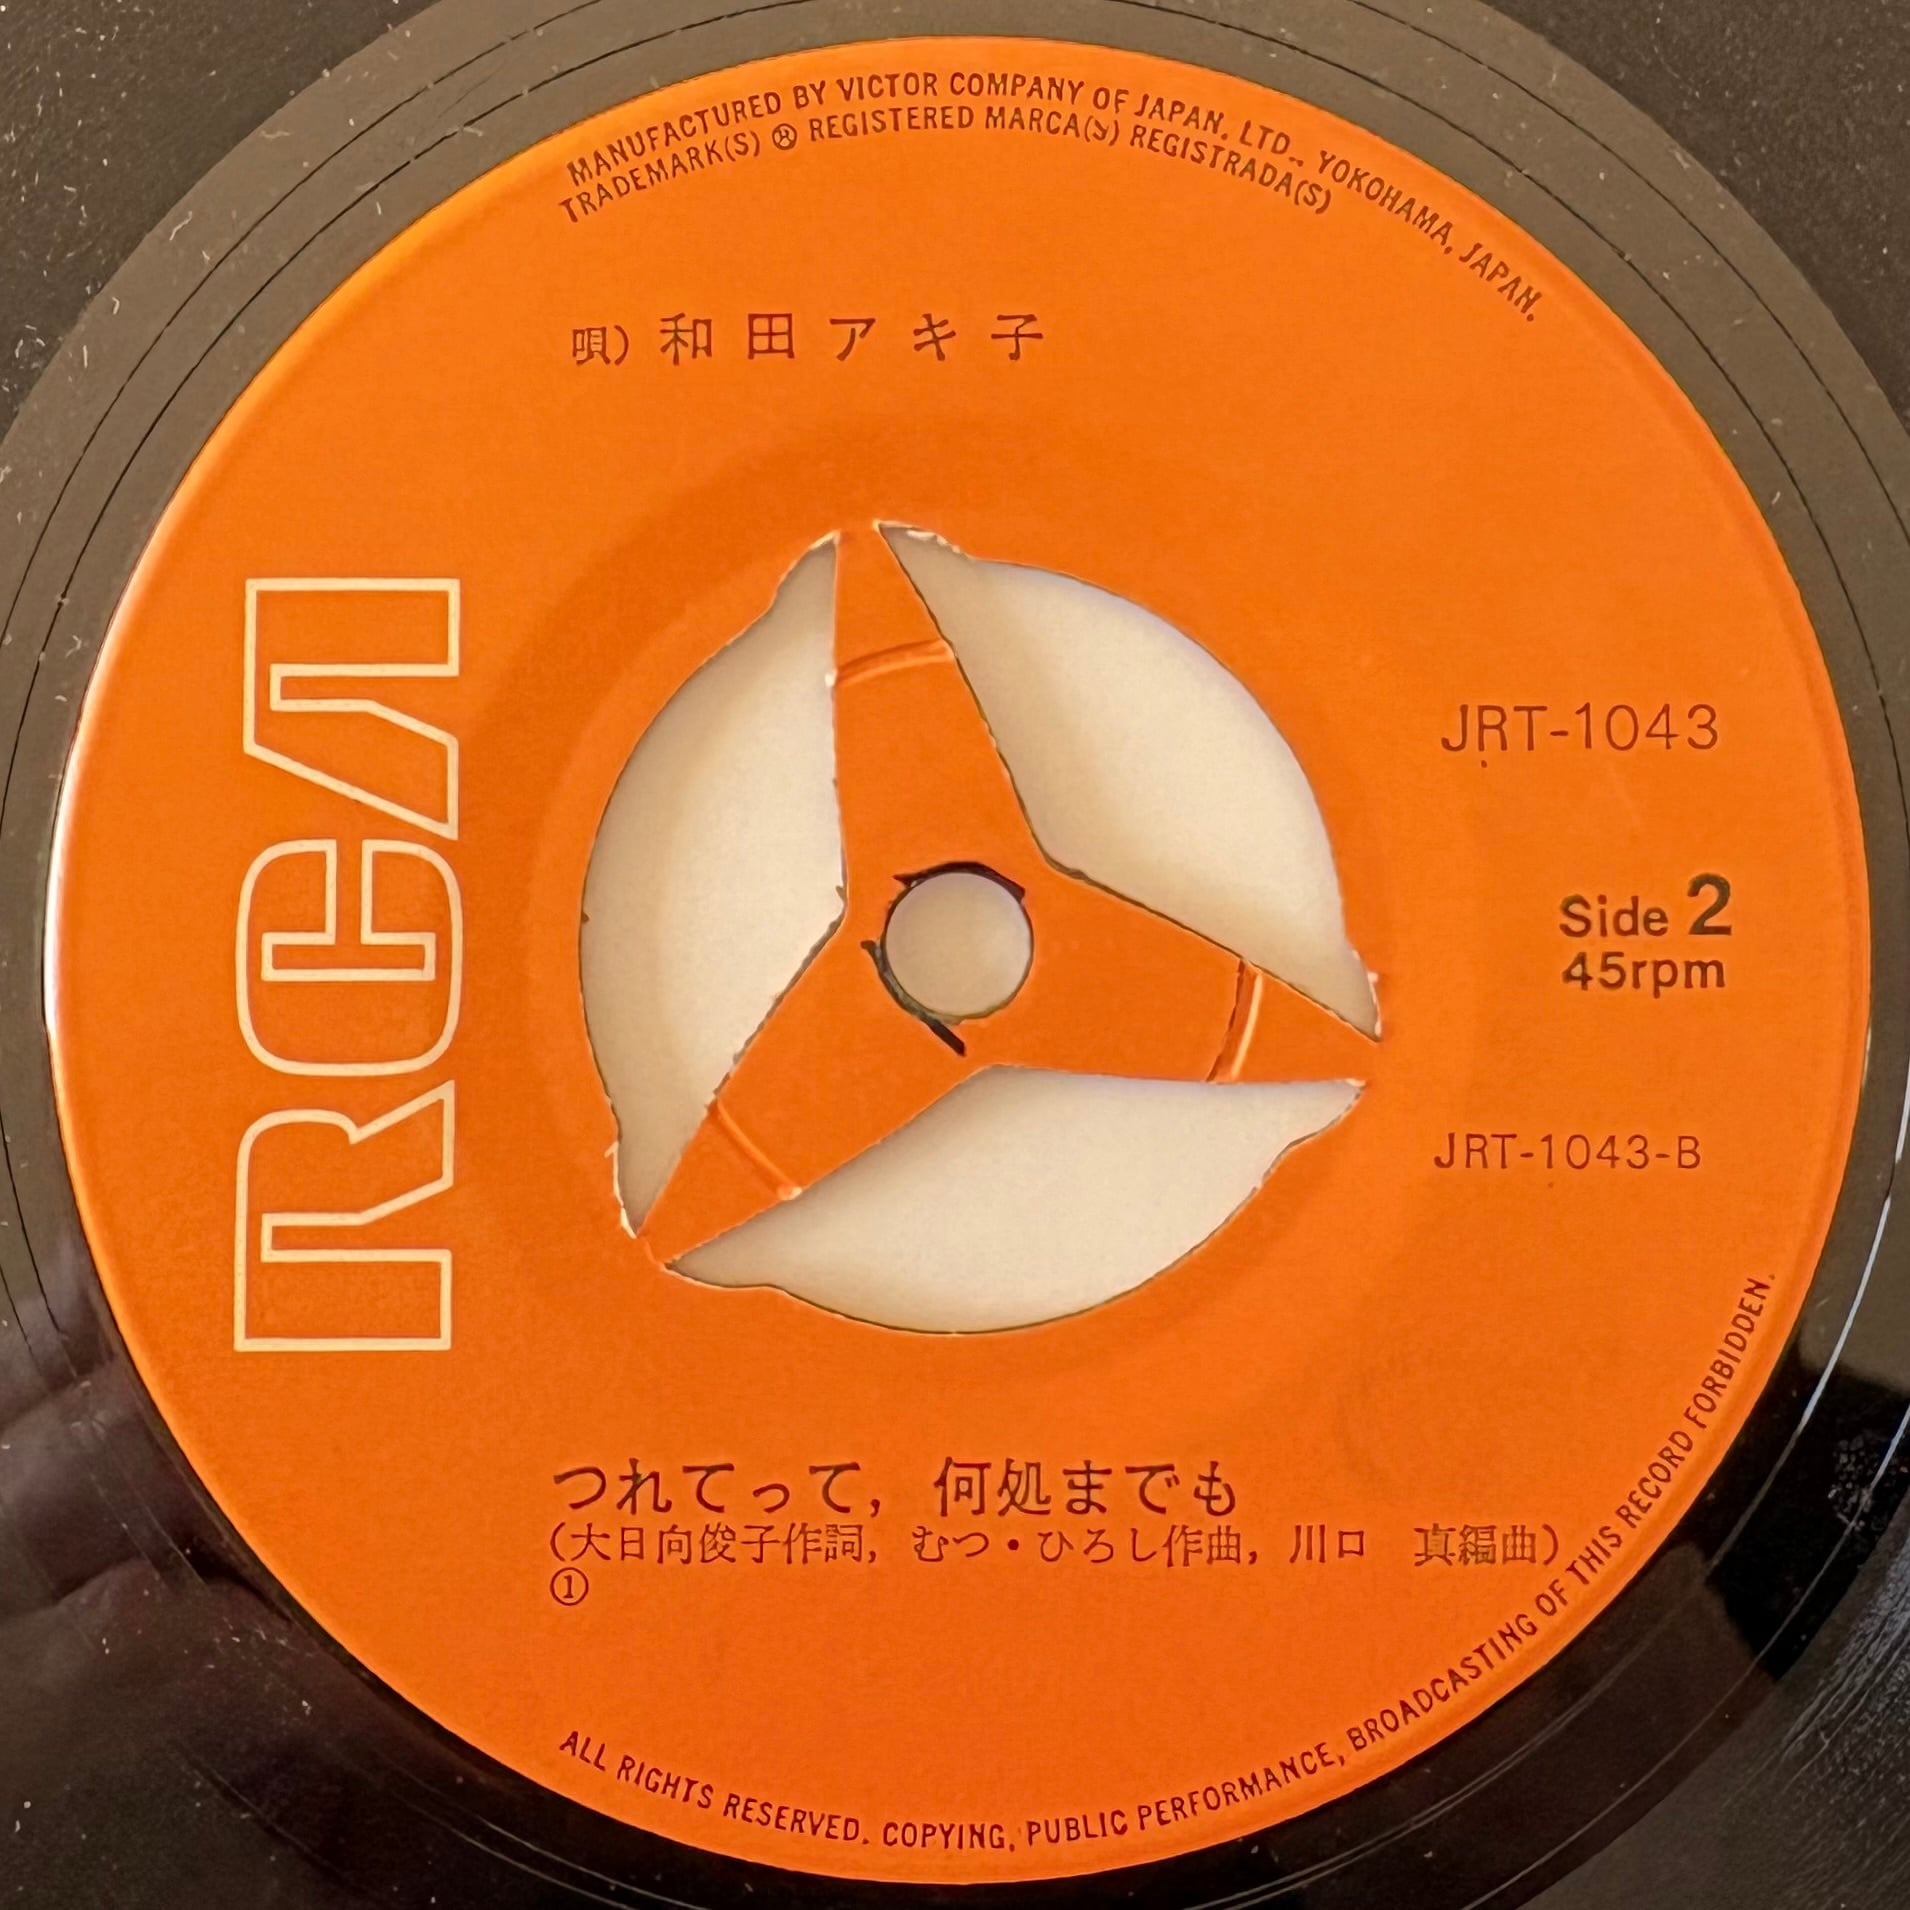 MANUFACTURED BY VICTOR COMPANY OF JAPAN, LTD., YOKOHAMA, JAPAN.
TRADEMARK(S) ® REGISTERED MARCA(S) REGISTRADA(S)
唄) 和田アキ子
RCA
JRT-1043
Side 2
45rpm
JRT-1043-B
つれてって, 何処までも
(大日向俊子作詞, むつ・ひろし作曲, 川口 真編曲)
①
ALL RIGHTS RESERVED. COPYING, PUBLIC PERFORMANCE, BROADCASTING OF THIS RECORD FORBIDDEN.